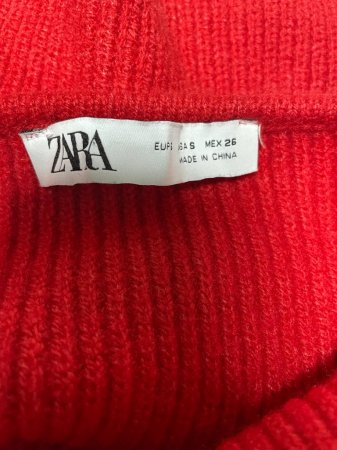 ZARA
EUR S USA S MEX 26
MADE IN CHINA